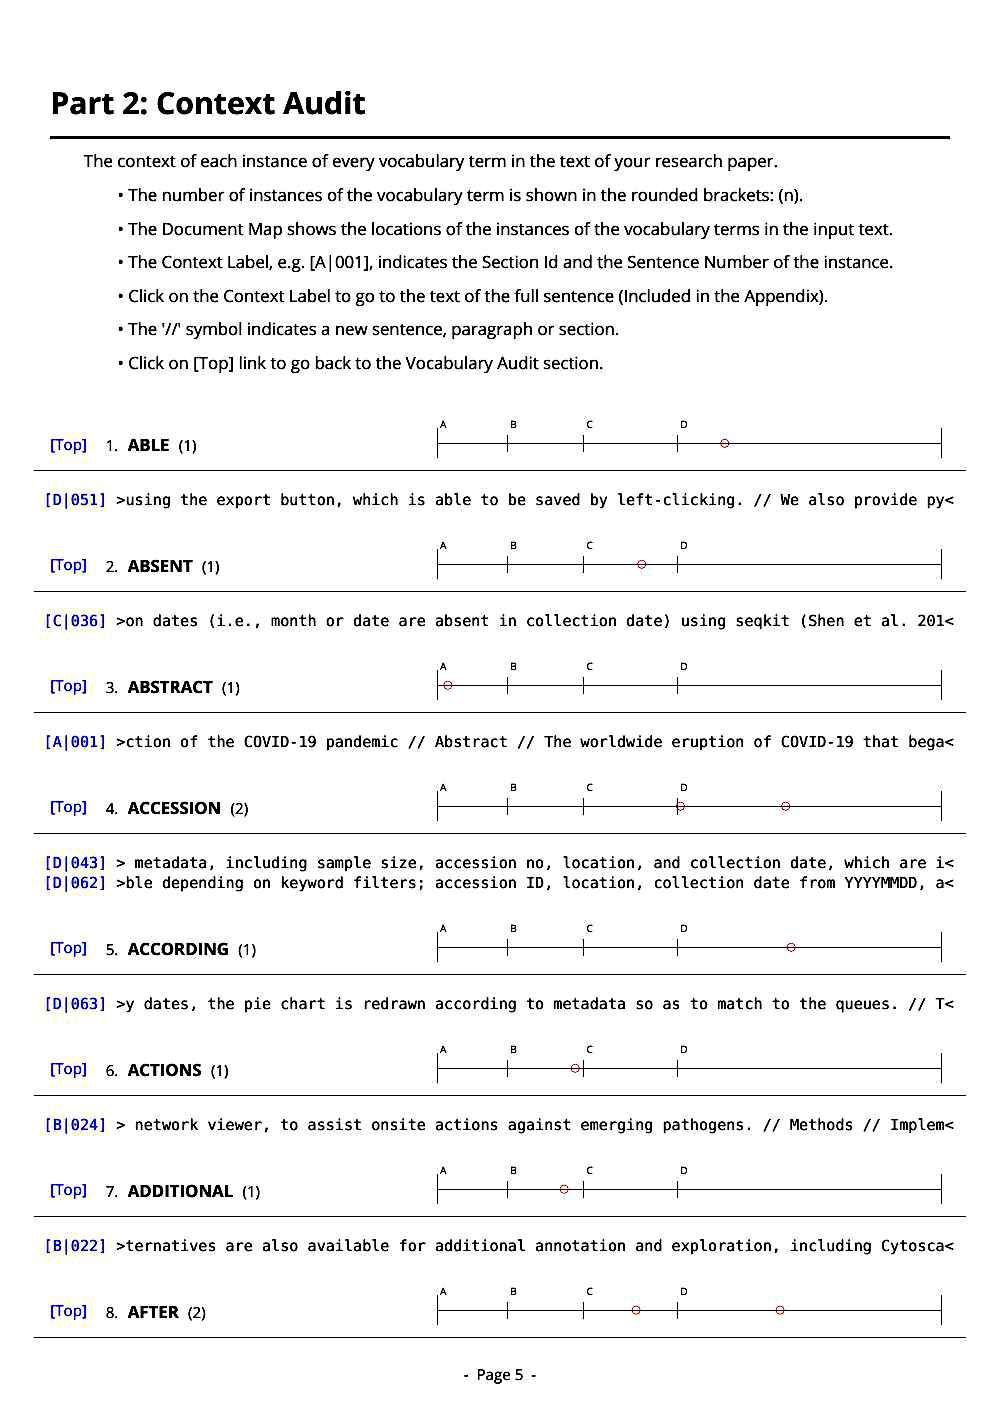 Part 2: Context Audit
The context of each instance of every vocabulary term in the text of your research paper.
• The number of instances of the vocabulary term is shown in the rounded brackets: (n).
• The Document Map shows the locations of the instances of the vocabulary terms in the input text.
• The Context Label, e.g. [A|001], indicates the Section Id and the Sentence Number of the instance.
• Click on the Context Label to go to the text of the full sentence (Included in the Appendix).
• The '//' symbol indicates a new sentence, paragraph or section.
• Click on [Top] link to go back to the Vocabulary Audit section.
A B C D
[Top] 1. ABLE (1)
[D|051] >using the export button, which is able to be saved by left-clicking. // We also provide py<
A B C D
[Top] 2. ABSENT (1)
[C|036] >on dates (i.e., month or date are absent in collection date) using seqkit (Shen et al. 201<
A B C D
[Top] 3. ABSTRACT (1)
[A|001] >ction of the COVID-19 pandemic // Abstract // The worldwide eruption of COVID-19 that bega<
A B C D
[Top] 4. ACCESSION (2)
[D|043] > metadata, including sample size, accession no, location, and collection date, which are i<
[D|062] >ble depending on keyword filters; accession ID, location, collection date from YYYYMMDD, a<
A B C D
[Top] 5. ACCORDING (1)
[D|063] >y dates, the pie chart is redrawn according to metadata so as to match to the queues. // T<
A B C D
[Top] 6. ACTIONS (1)
[B|024] > network viewer, to assist onsite actions against emerging pathogens. // Methods // Implem<
A B C D
[Top] 7. ADDITIONAL (1)
[B|022] >ternatives are also available for additional annotation and exploration, including Cytosca<
A B C D
[Top] 8. AFTER (2)
- Page 5 -